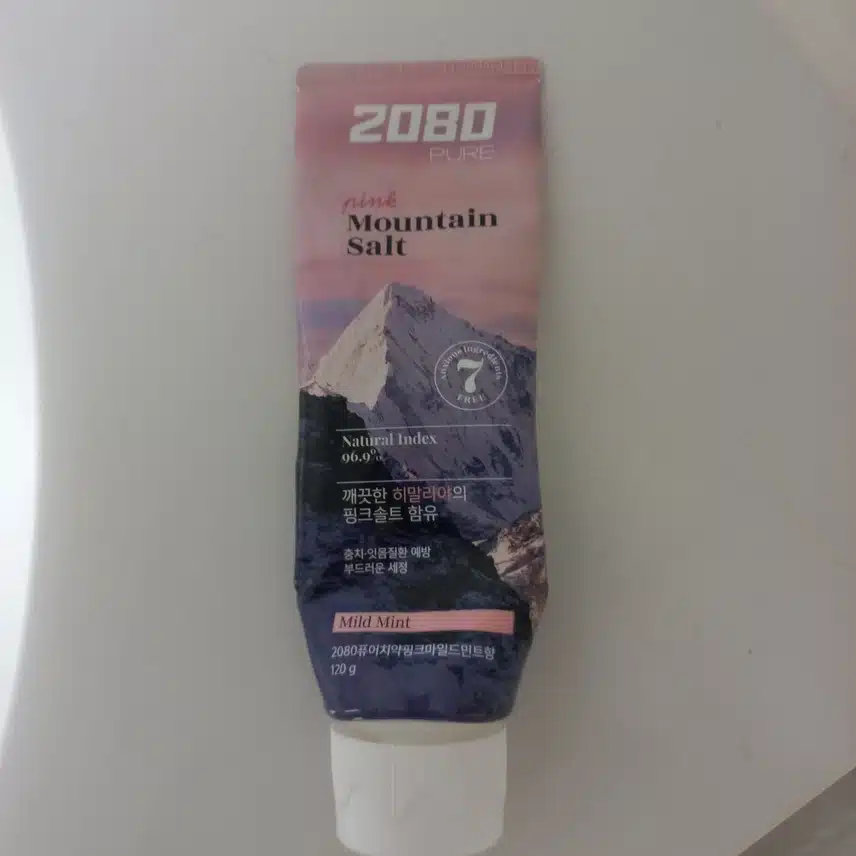 2080
PURE
pink
Mountain
Salt
anxious ingredients
7
FREE
Natural Index
96.9%
깨끗한 히말라야의
핑크솔트 함유
충치·잇몸질환 예방
부드러운 세정
Mild Mint
2080퓨어치약핑크마일드민트향
120 g